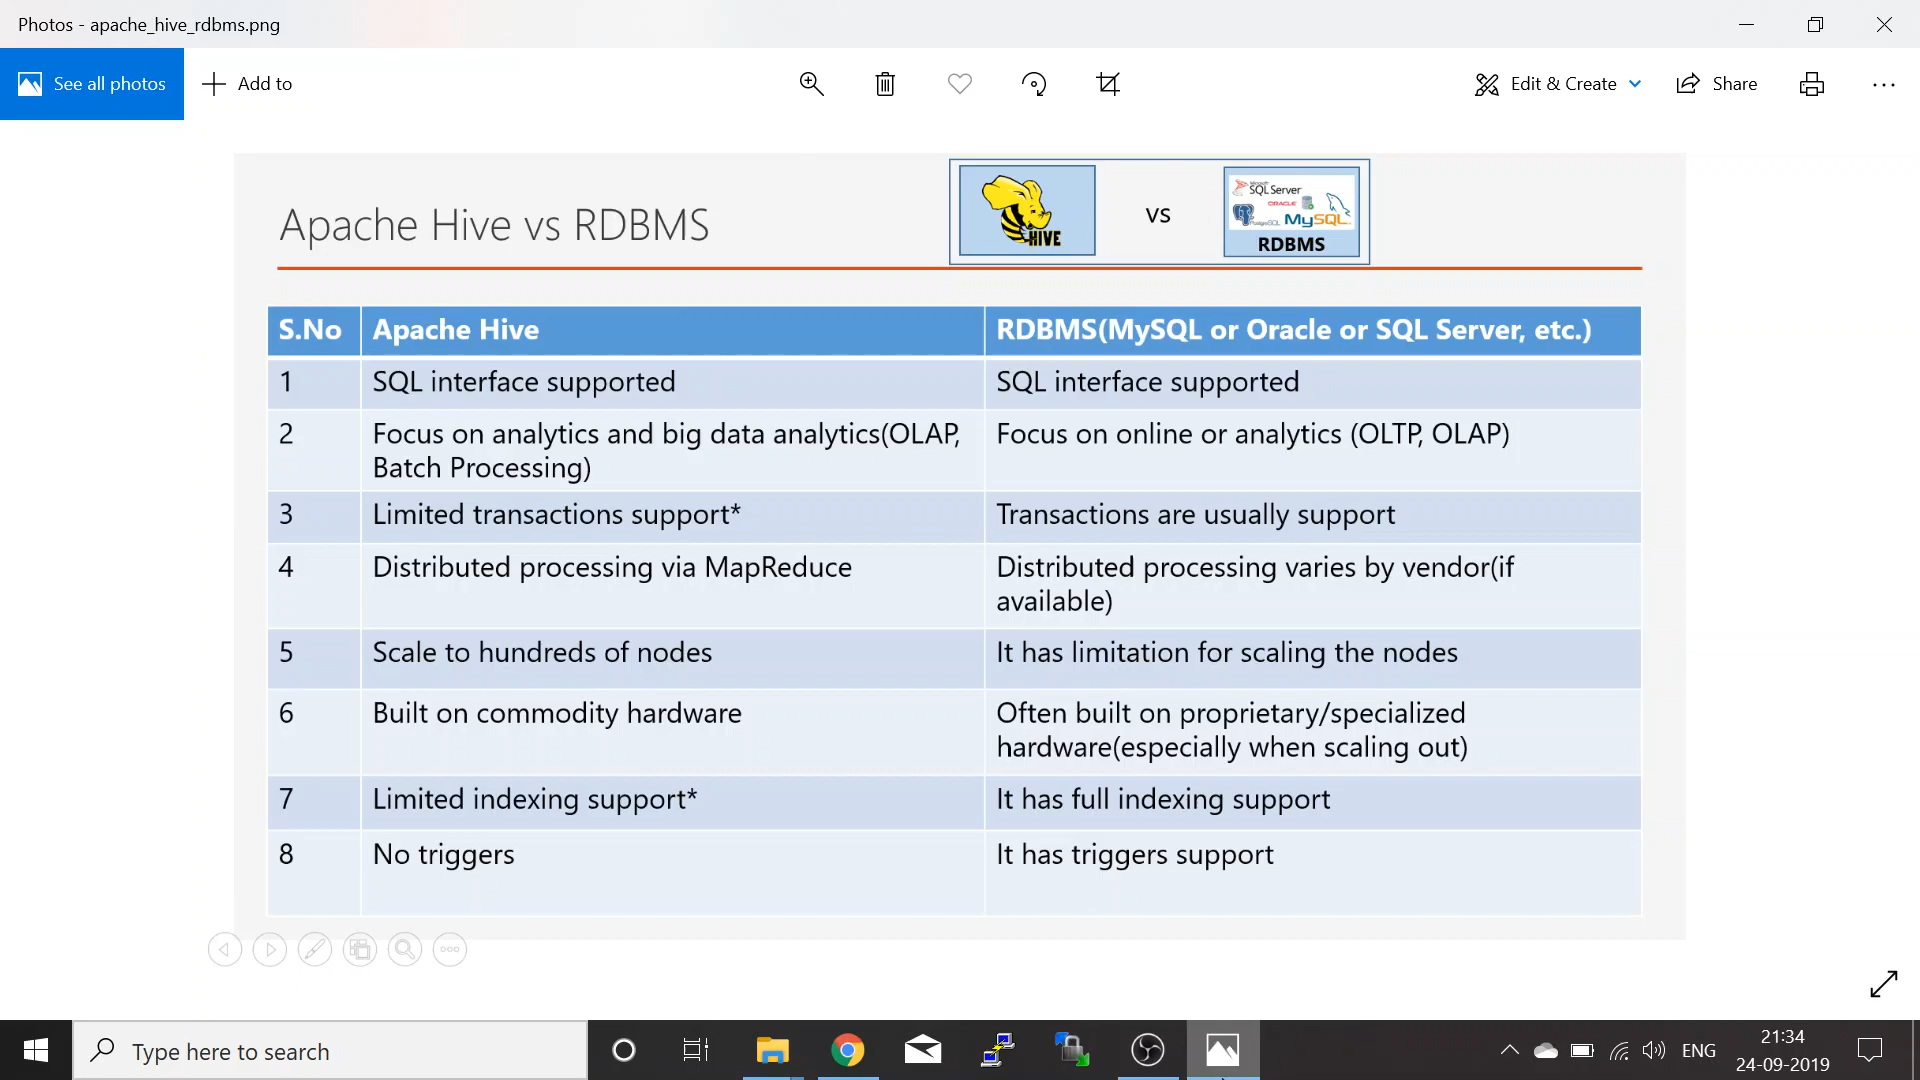 Photos - apache_hive_rdbms.png
See all photos
Add to
Edit & Create
Share
Apache Hive vs RDBMS
HIVE
vs
Microsoft
SQL Server
ORACLE
PostgreSQL
MySQL
RDBMS
S.No Apache Hive RDBMS(MySQL or Oracle or SQL Server, etc.)
1 SQL interface supported SQL interface supported
2 Focus on analytics and big data analytics(OLAP, Focus on online or analytics (OLTP, OLAP)
Batch Processing)
3 Limited transactions support* Transactions are usually support
4 Distributed processing via MapReduce Distributed processing varies by vendor(if
available)
5 Scale to hundreds of nodes It has limitation for scaling the nodes
6 Built on commodity hardware Often built on proprietary/specialized
hardware(especially when scaling out)
7 Limited indexing support* It has full indexing support
8 No triggers It has triggers support
Type here to search
ENG
21:34
24-09-2019